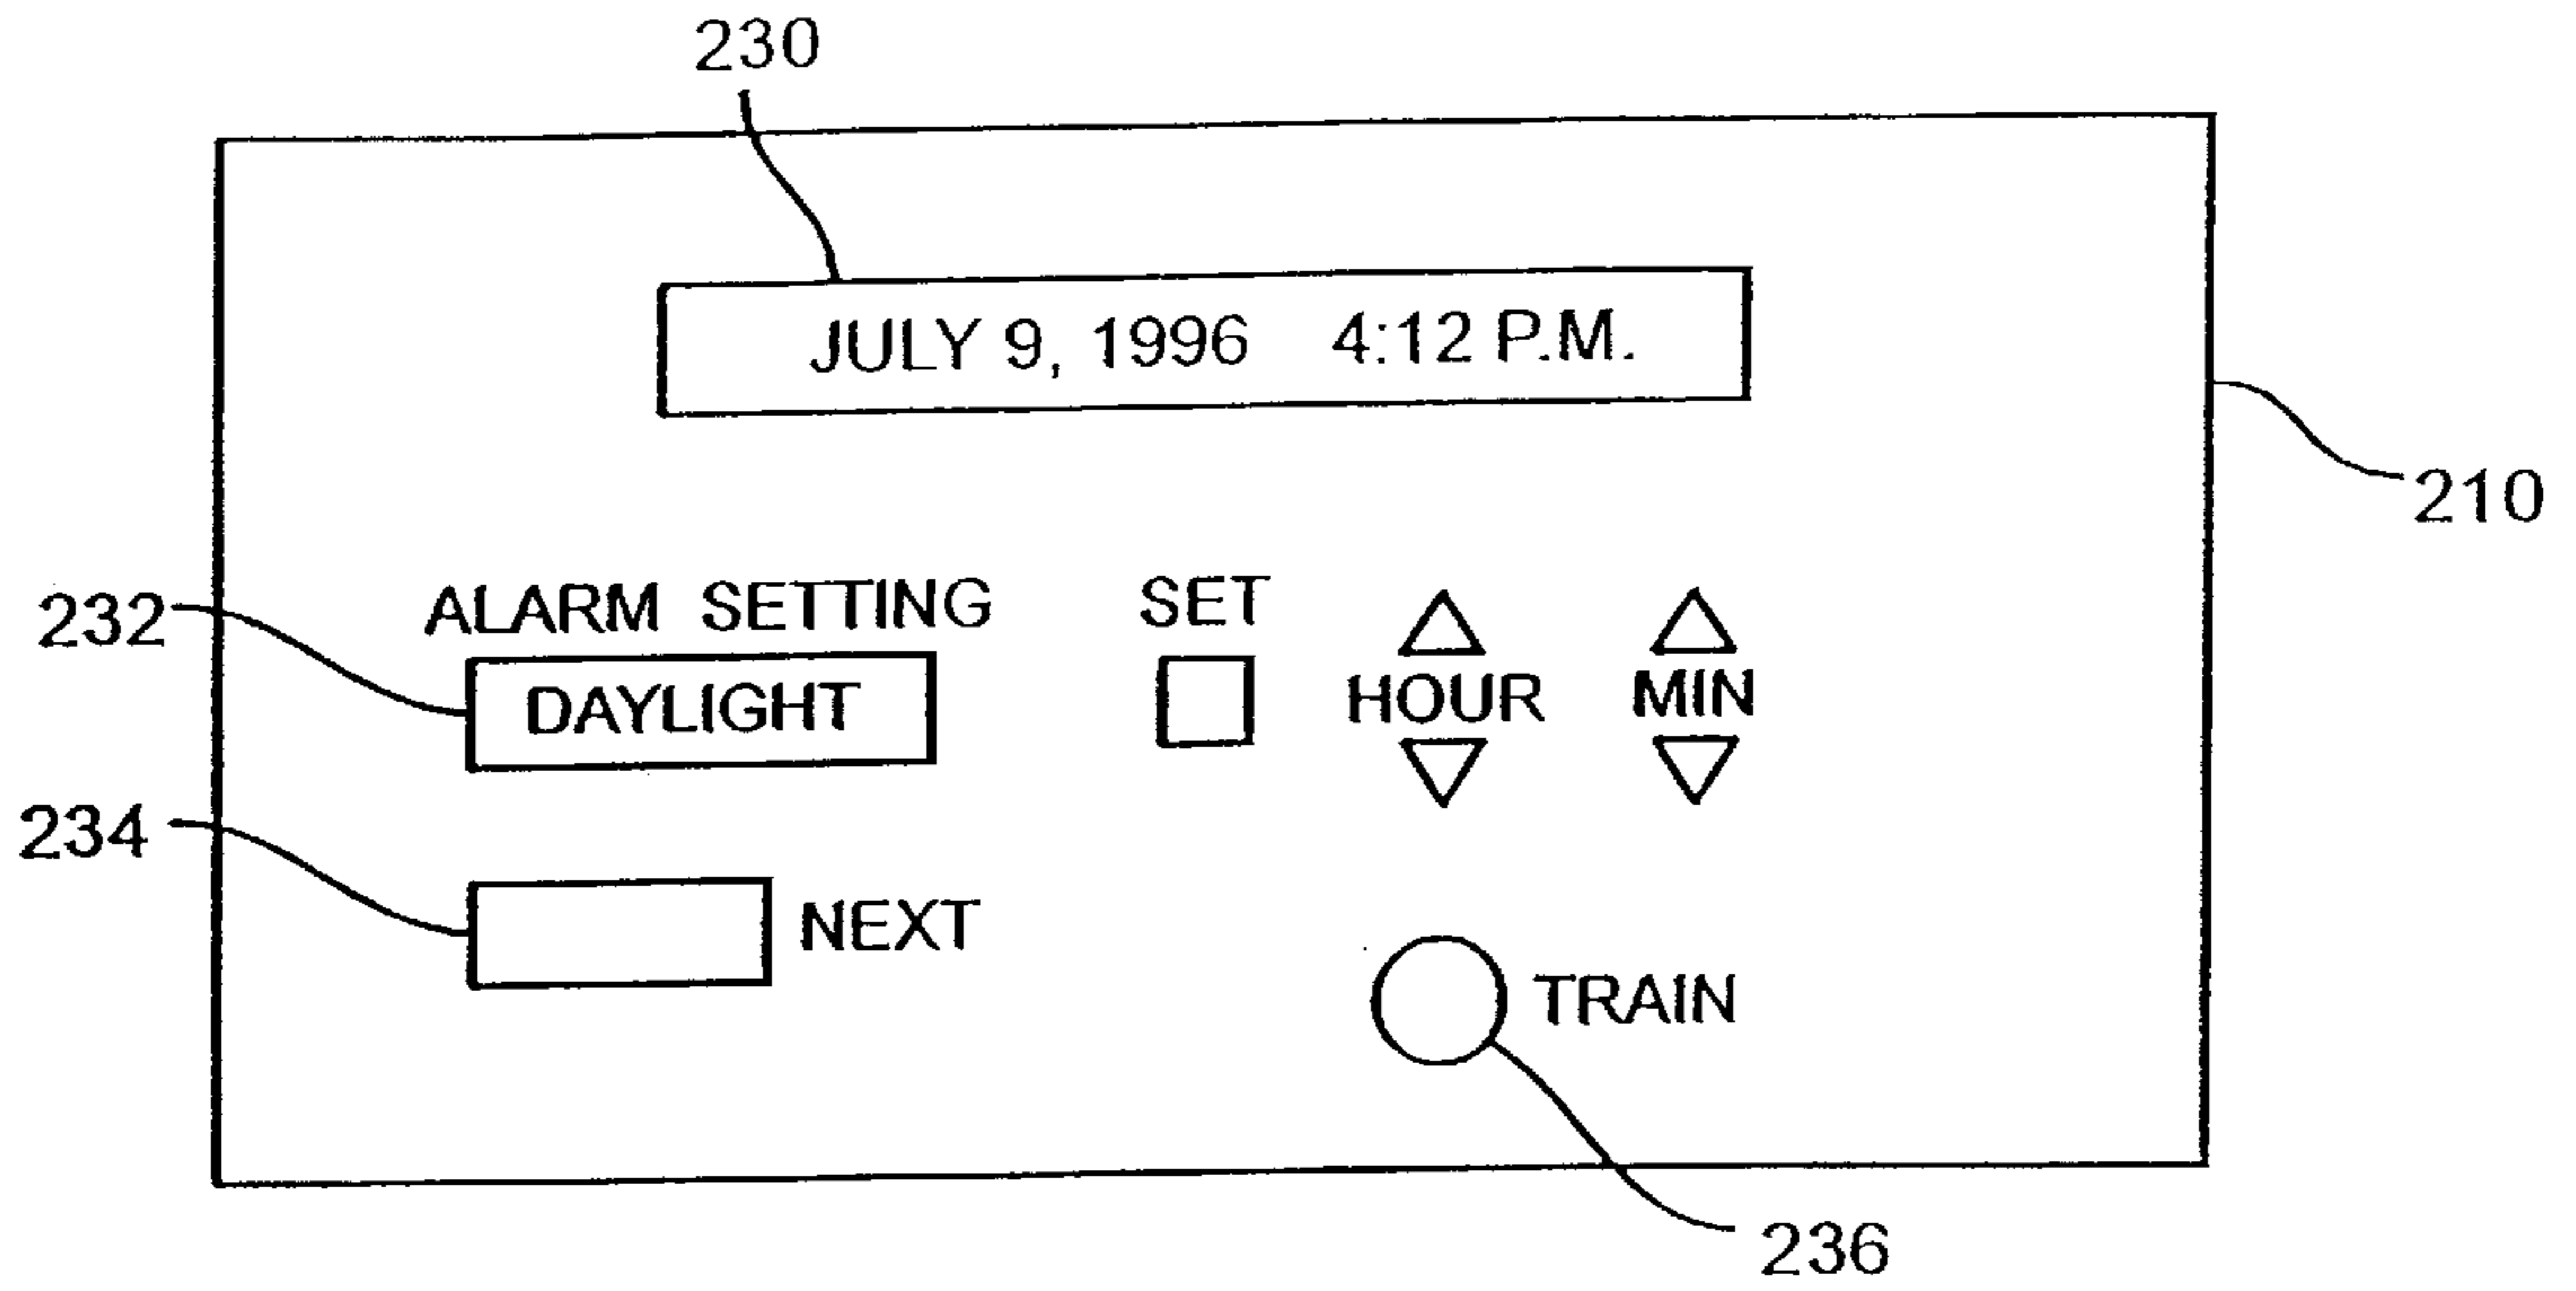 230
JULY 9, 1996 4:12 P.M.
210
232
ALARM SETTING
SET
DAYLIGHT
HOUR
MIN
234
NEXT
TRAIN
236